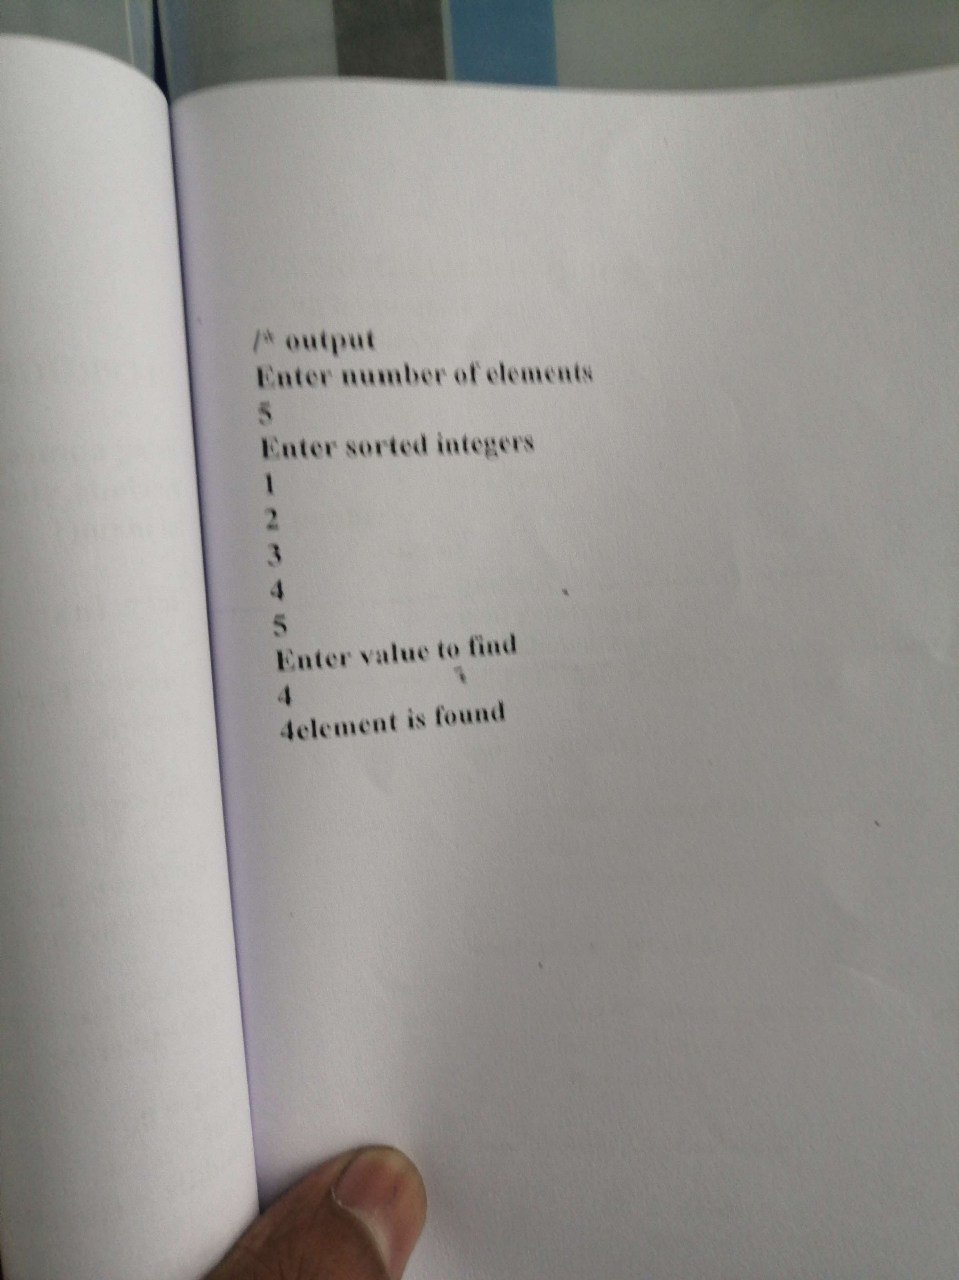 /* output
Enter number of elements
5
Enter sorted integers
1
2
3
4
5
Enter value to find
4
4element is found